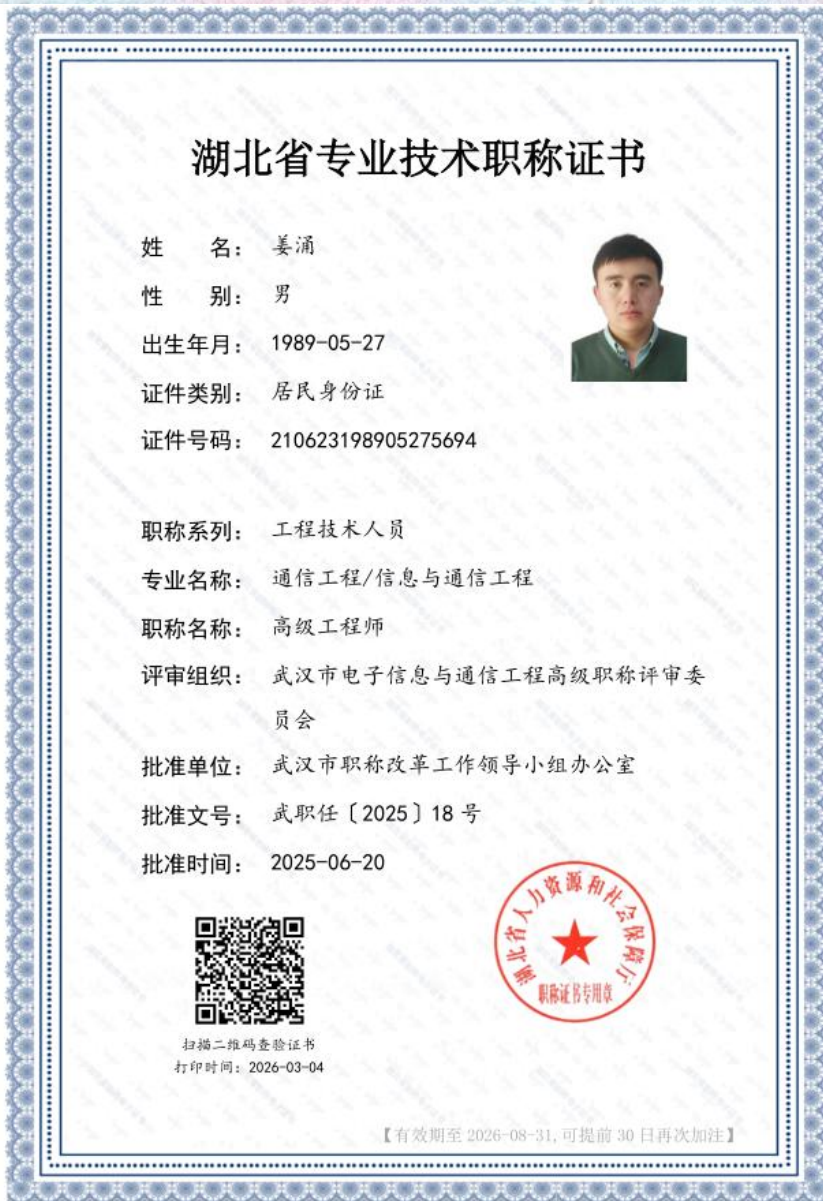 湖北省专业技术职称证书
姓 名： 姜涌
性 别： 男
出生年月： 1989-05-27
证件类别： 居民身份证
证件号码： 210623198905275694
职称系列： 工程技术人员
专业名称： 通信工程/信息与通信工程
职称名称： 高级工程师
评审组织： 武汉市电子信息与通信工程高级职称评审委
员会
批准单位： 武汉市职称改革工作领导小组办公室
批准文号： 武职任〔2025〕18 号
批准时间： 2025-06-20
湖北省人力资源和社会保障厅
职称证书专用章
扫描二维码查验证书
打印时间：2026-03-04
【有效期至 2026-08-31,可提前 30 日再次加注】